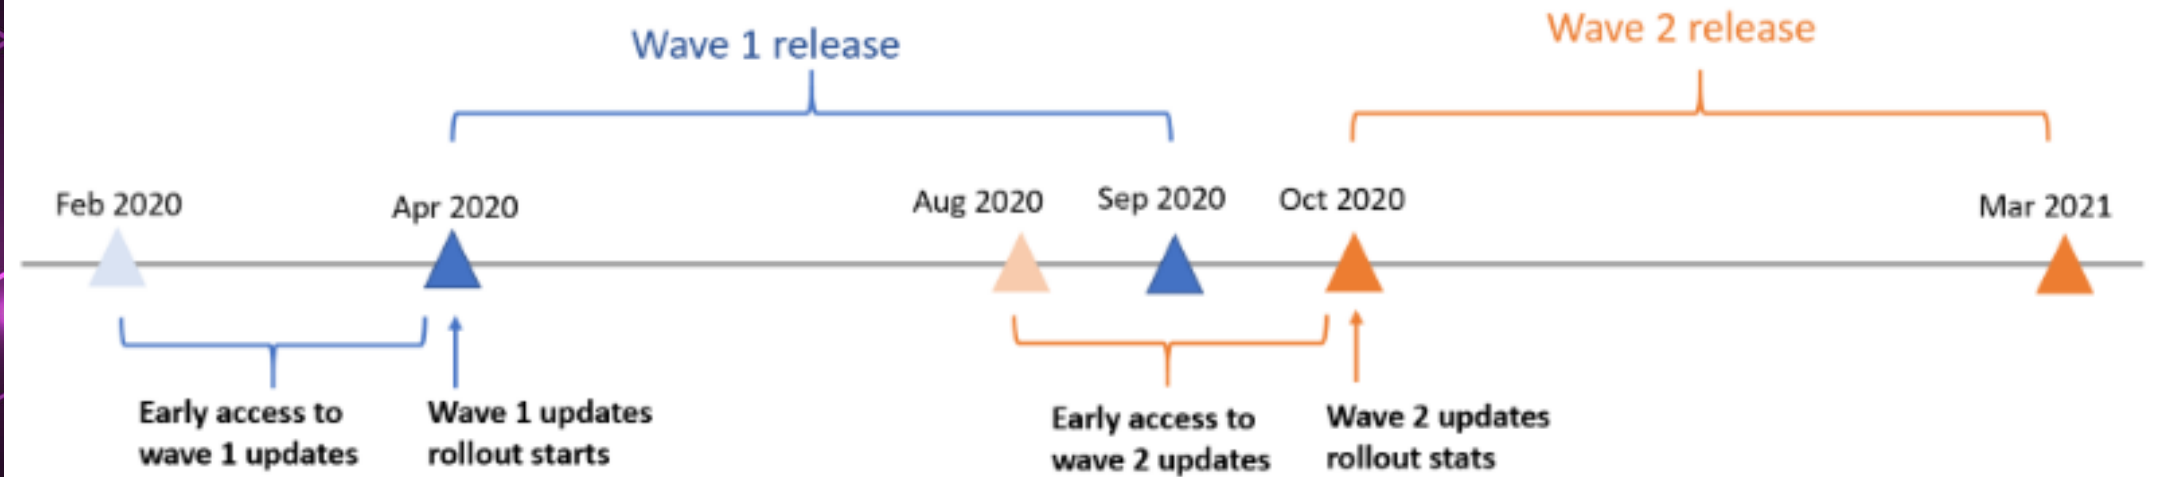 Wave 1 release
Wave 2 release
Feb 2020
Apr 2020
Aug 2020
Sep 2020
Oct 2020
Mar 2021
Early access to
wave 1 updates
Wave 1 updates
rollout starts
Early access to
wave 2 updates
Wave 2 updates
rollout stats